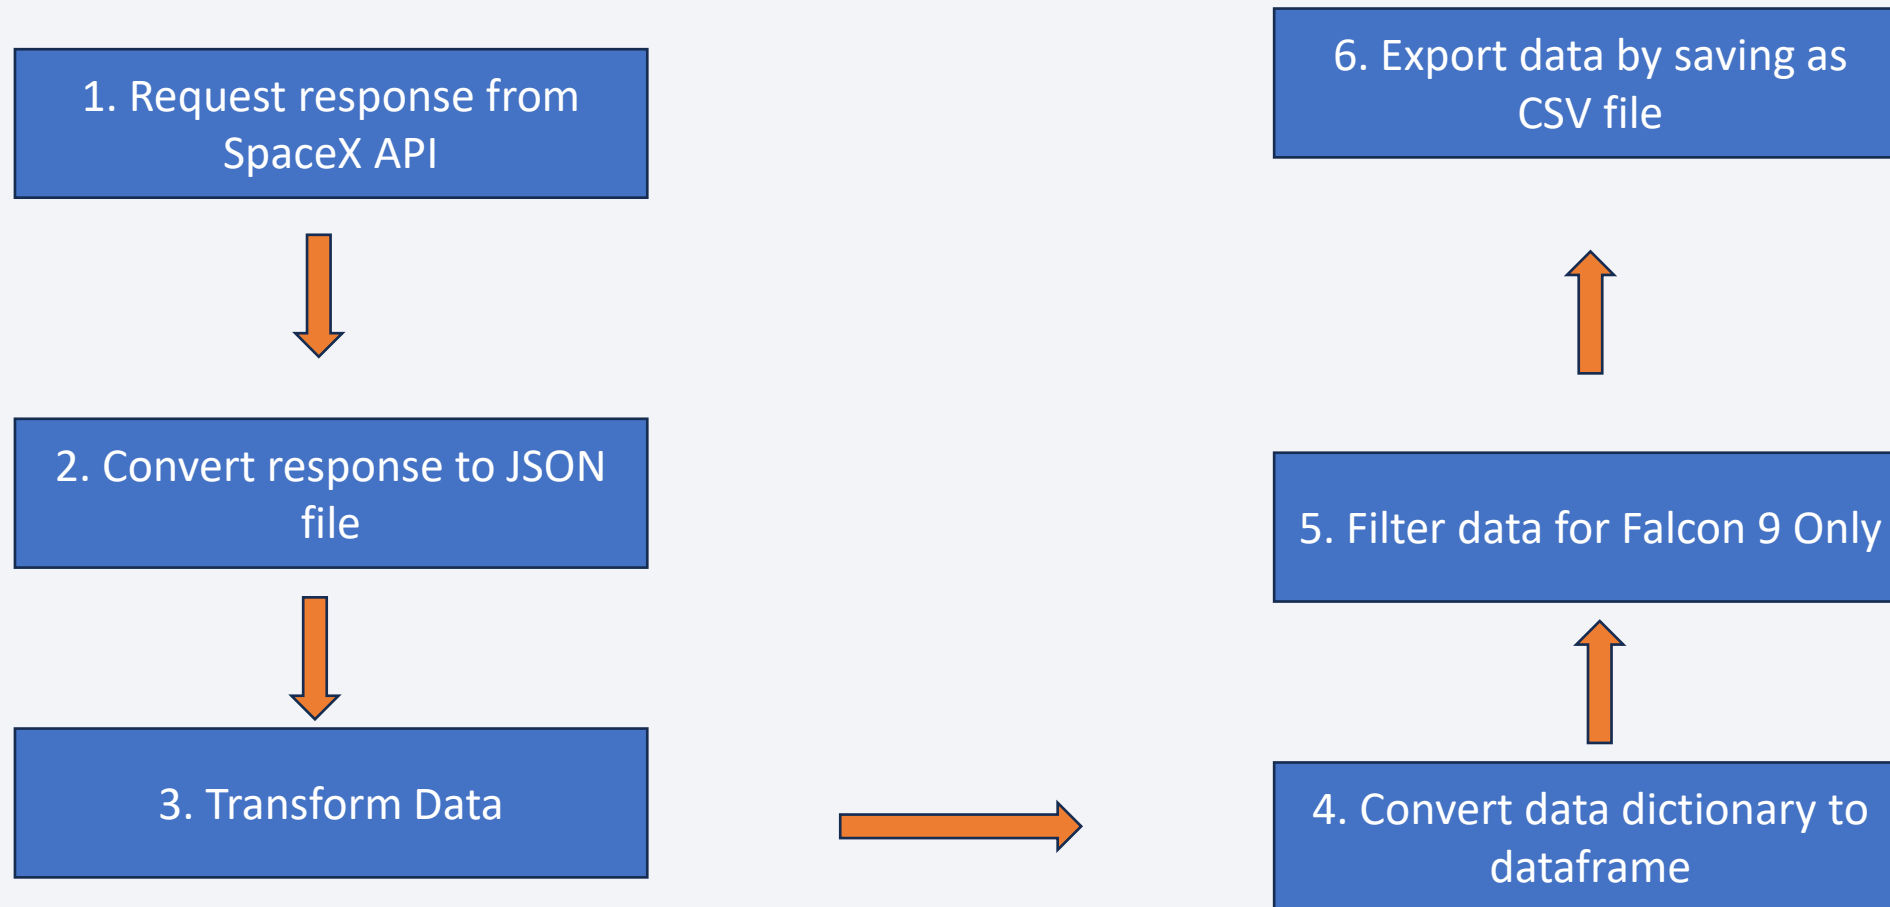 1. Request response from
SpaceX API
2. Convert response to JSON
file
3. Transform Data
4. Convert data dictionary to
dataframe
5. Filter data for Falcon 9 Only
6. Export data by saving as
CSV file